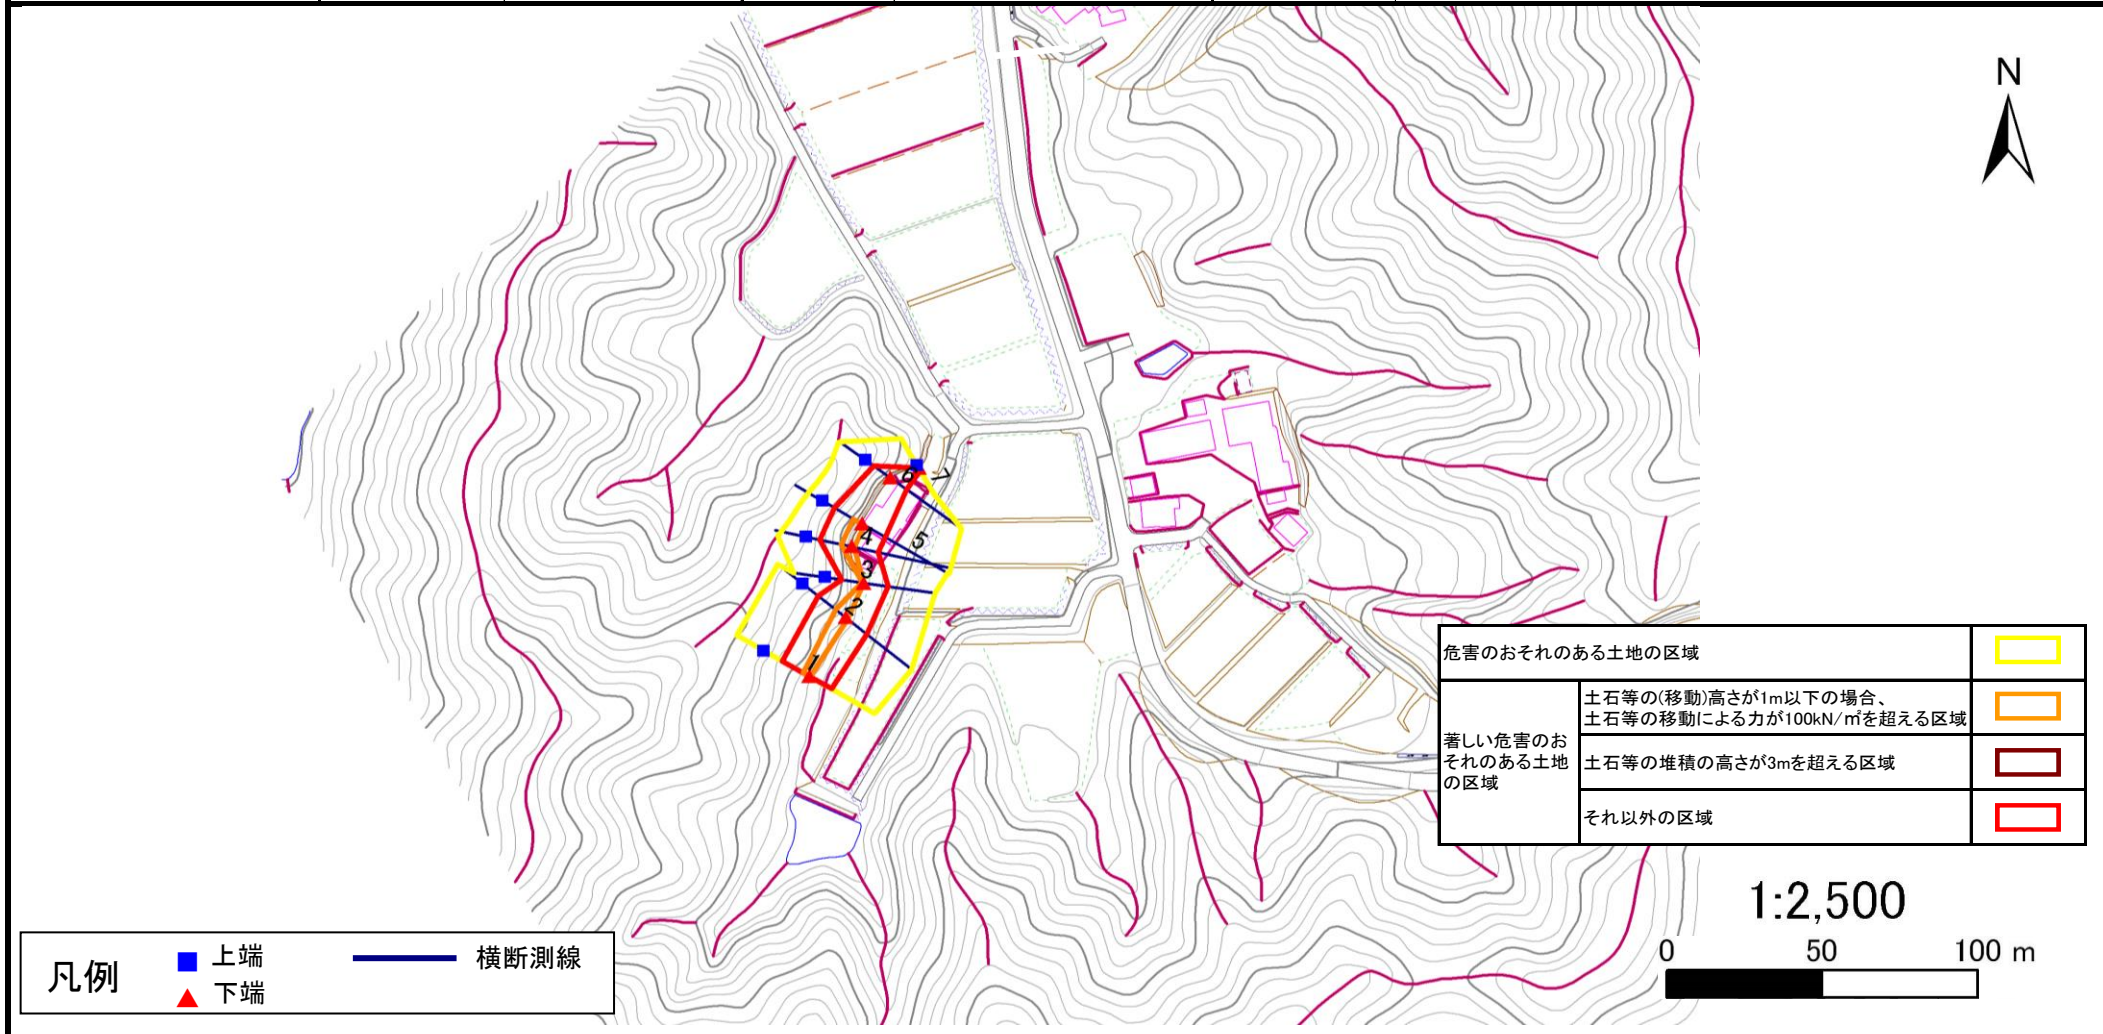 N
6 7
4 5
3
2
1
危害のおそれのある土地の区域
著しい危害のお
それのある土地
の区域
土石等の(移動)高さが1m以下の場合、
土石等の移動による力が100kN/㎡を超える区域
土石等の堆積の高さが3mを超える区域
それ以外の区域
1:2,500
0 50 100 m
凡例
上端
下端
横断測線